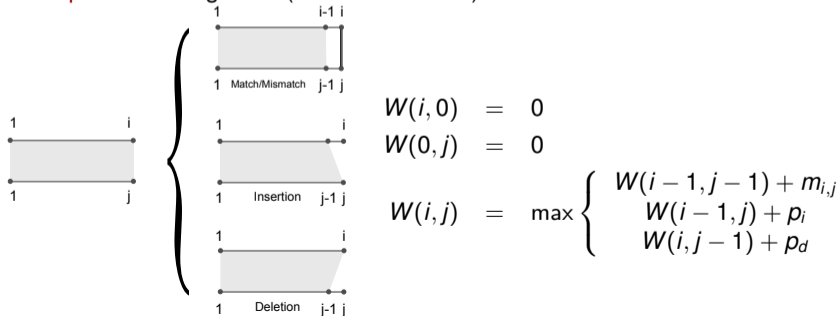 1 i
1 j
1 i-1 i
1 Match/Mismatch j-1 j
1 i
1 Insertion j-1 j
1 i
1 Deletion j-1 j
W(i, 0) = 0
W(0, j) = 0
W(i, j) = max { W(i − 1, j − 1) + m_{i,j}
W(i − 1, j) + p_i
W(i, j − 1) + p_d